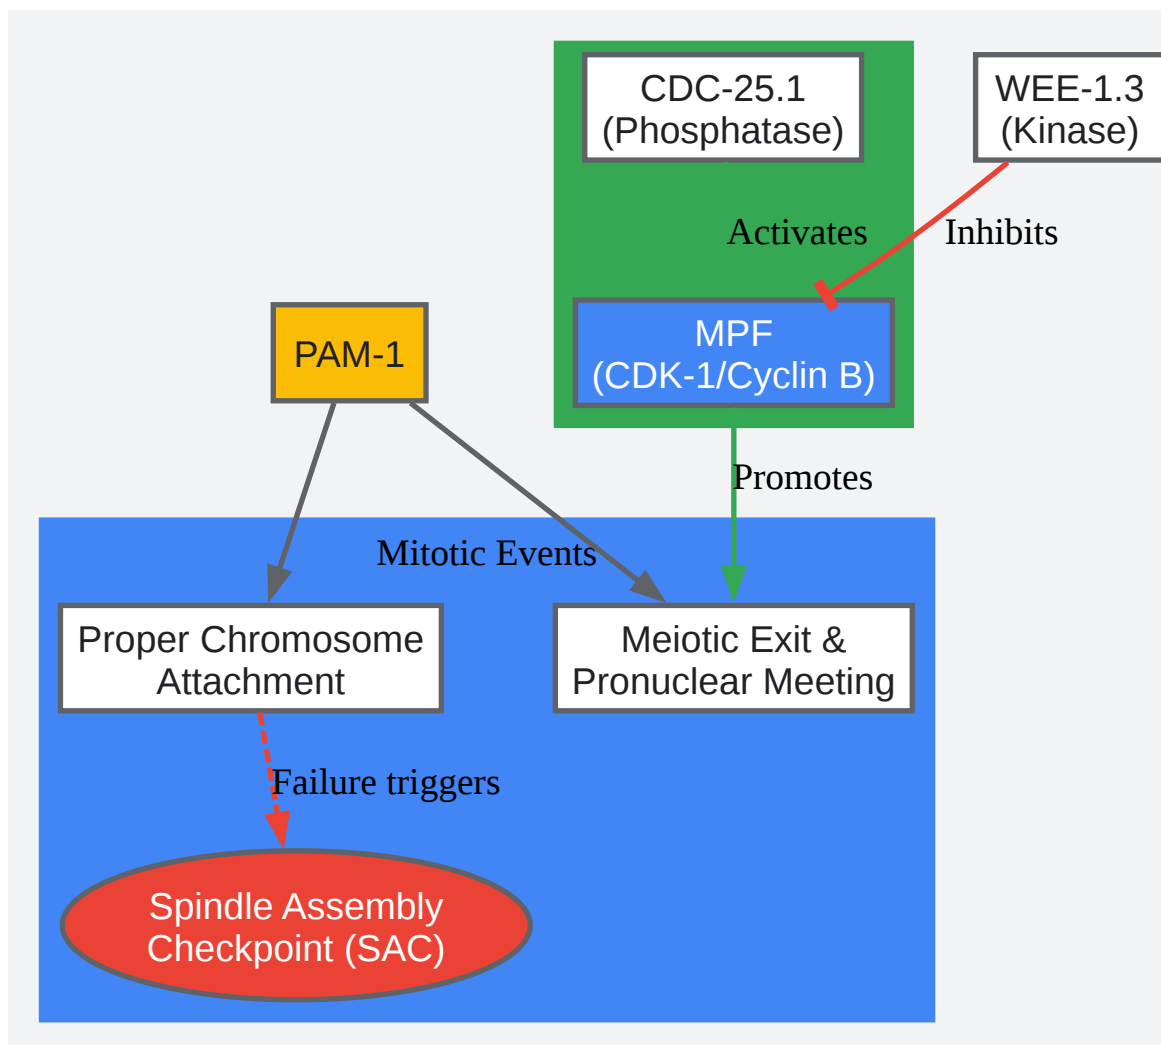 CDC-25.1
(Phosphatase)
WEE-1.3
(Kinase)
Activates
Inhibits
PAM-1
MPF
(CDK-1/Cyclin B)
Promotes
Mitotic Events
Proper Chromosome
Attachment
Meiotic Exit &
Pronuclear Meeting
Failure triggers
Spindle Assembly
Checkpoint (SAC)